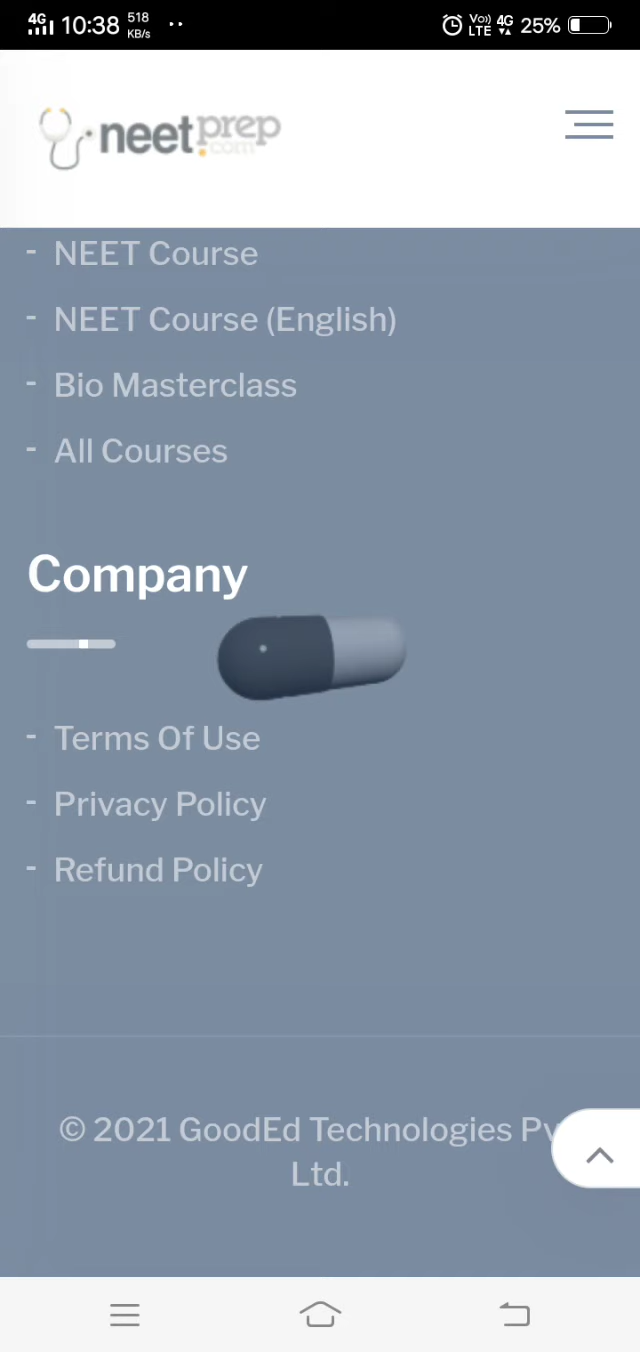 4G 10:38 518 KB/s Vo)) LTE 4G 25%
neetprep
.com
- NEET Course
- NEET Course (English)
- Bio Masterclass
- All Courses
Company
- Terms Of Use
- Privacy Policy
- Refund Policy
© 2021 GoodEd Technologies Pv
Ltd.